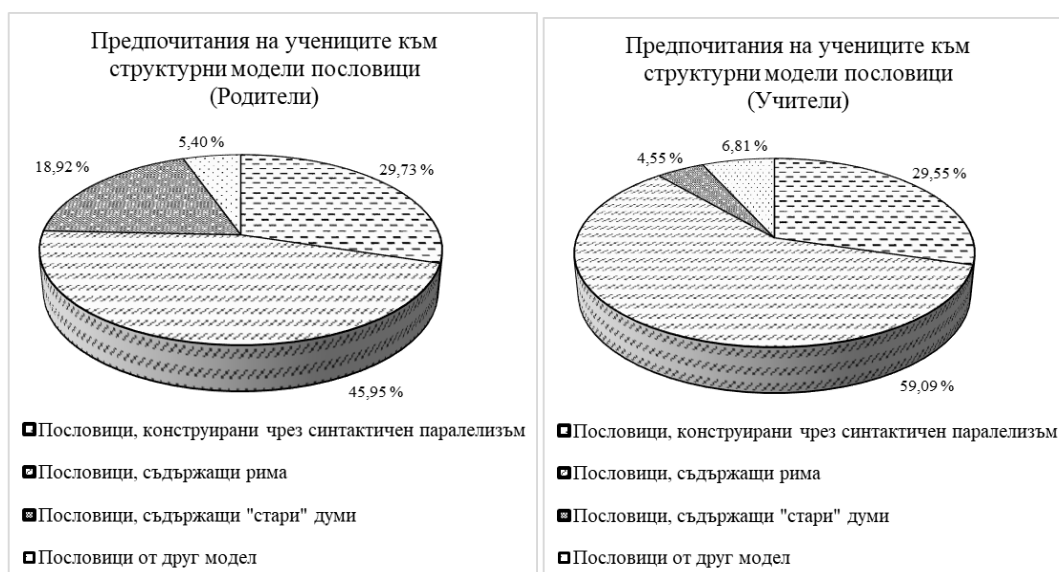 Предпочитания на учениците към
структурни модели пословици
(Родители)
5,40 %
18,92 %
29,73 %
45,95 %
Пословици, конструирани чрез синтактичен паралелизъм
Пословици, съдържащи рима
Пословици, съдържащи "стари" думи
Пословици от друг модел
Предпочитания на учениците към
структурни модели пословици
(Учители)
6,81 %
4,55 %
29,55 %
59,09 %
Пословици, конструирани чрез синтактичен паралелизъм
Пословици, съдържащи рима
Пословици, съдържащи "стари" думи
Пословици от друг модел